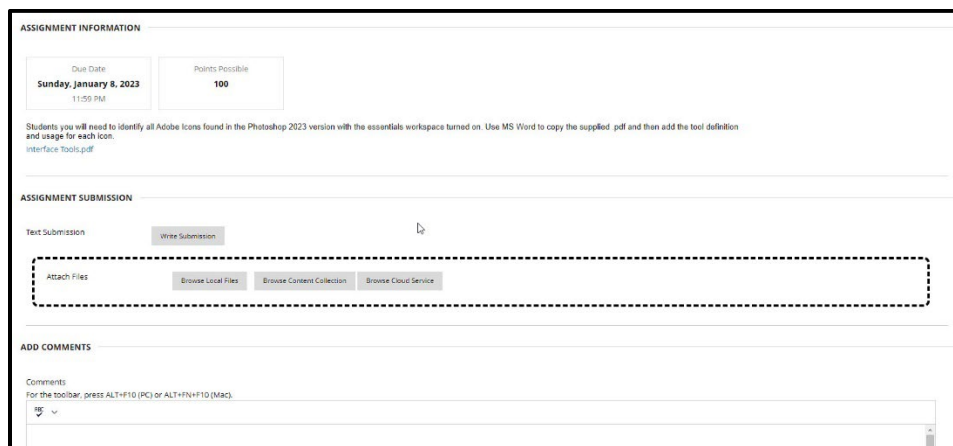 ASSIGNMENT INFORMATION
Due Date
Sunday, January 8, 2023
11:59 PM
Points Possible
100
Students you will need to identify all Adobe Icons found in the Photoshop 2023 version with the essentials workspace turned on. Use MS Word to copy the supplied .pdf and then add the tool definition
and usage for each icon.
Interface Tools.pdf
ASSIGNMENT SUBMISSION
Text Submission
Write Submission
Attach Files
Browse Local Files
Browse Content Collection
Browse Cloud Service
ADD COMMENTS
Comments
For the toolbar, press ALT+F10 (PC) or ALT+FN+F10 (Mac).
ABC